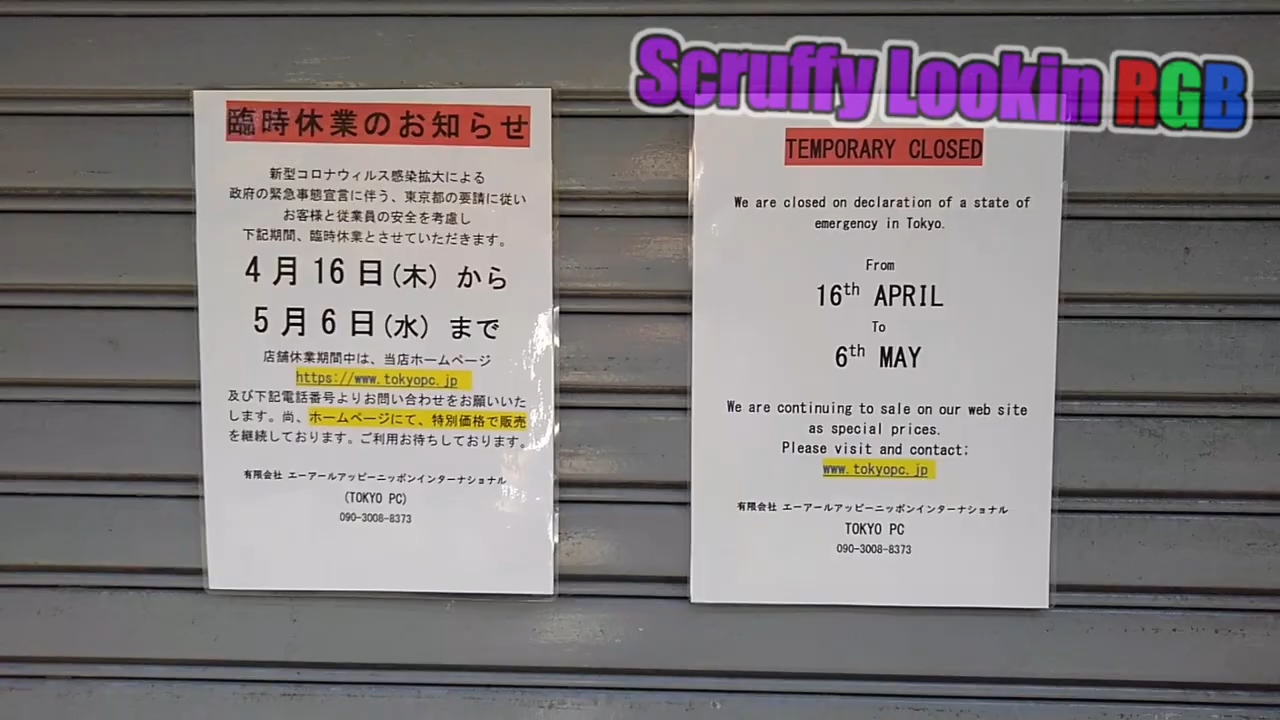 Scruffy Lookin RGB
臨時休業のお知らせ
新型コロナウィルス感染拡大による
政府の緊急事態宣言に伴う、東京都の要請に従い
お客様と従業員の安全を考慮し
下記期間、臨時休業とさせていただきます。
4月16日(木) から
5月6日(水) まで
店舗休業期間中は、当店ホームページ
https://www.tokyopc.jp
及び下記電話番号よりお問い合わせをお願いいた
します。尚、ホームページにて、特別価格で販売
を継続しております。ご利用お待ちしております。
有限会社 エーアールアッピーニッポンインターナショナル
(TOKYO PC)
090-3008-8373
TEMPORARY CLOSED
We are closed on declaration of a state of
emergency in Tokyo.
From
16th APRIL
To
6th MAY
We are continuing to sale on our web site
as special prices.
Please visit and contact;
www.tokyopc.jp
有限会社 エーアールアッピーニッポンインターナショナル
TOKYO PC
090-3008-8373